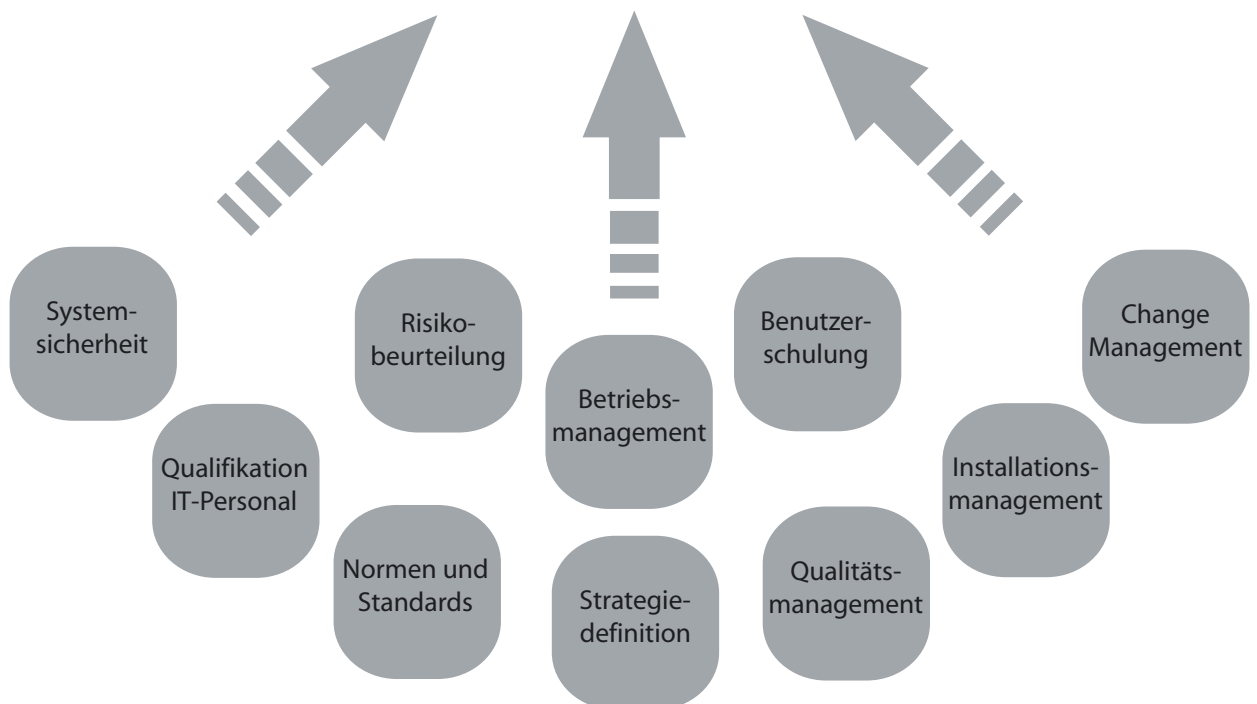 System-
sicherheit
Risiko-
beurteilung
Benutzer-
schulung
Change
Management
Betriebs-
management
Qualifikation
IT-Personal
Installations-
management
Normen und
Standards
Strategie-
definition
Qualitäts-
management